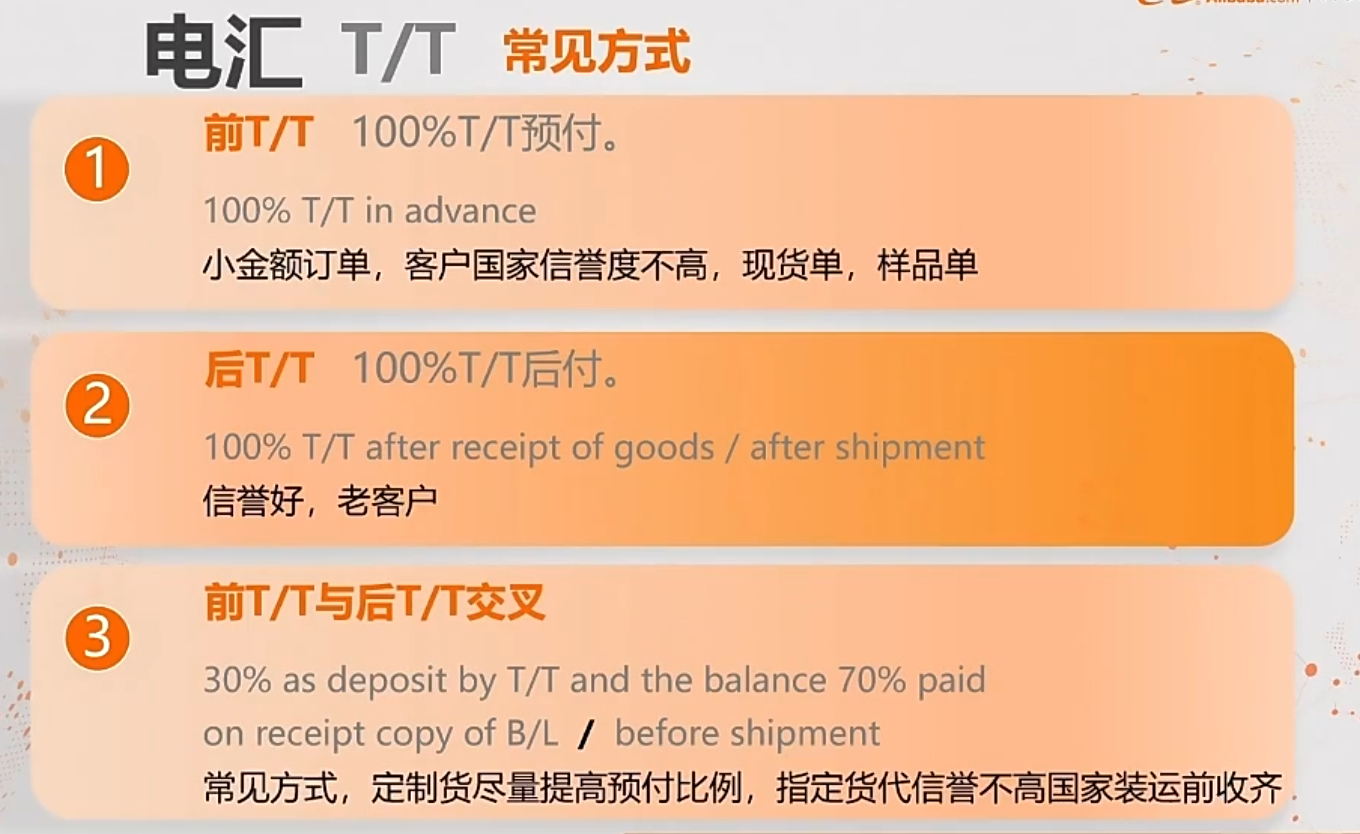 电汇 T/T 常见方式
1
前T/T 100%T/T预付。
100% T/T in advance
小金额订单，客户国家信誉度不高，现货单，样品单
2
后T/T 100%T/T后付。
100% T/T after receipt of goods / after shipment
信誉好，老客户
3
前T/T与后T/T交叉
30% as deposit by T/T and the balance 70% paid
on receipt copy of B/L / before shipment
常见方式，定制货尽量提高预付比例，指定货代信誉不高国家装运前收齐